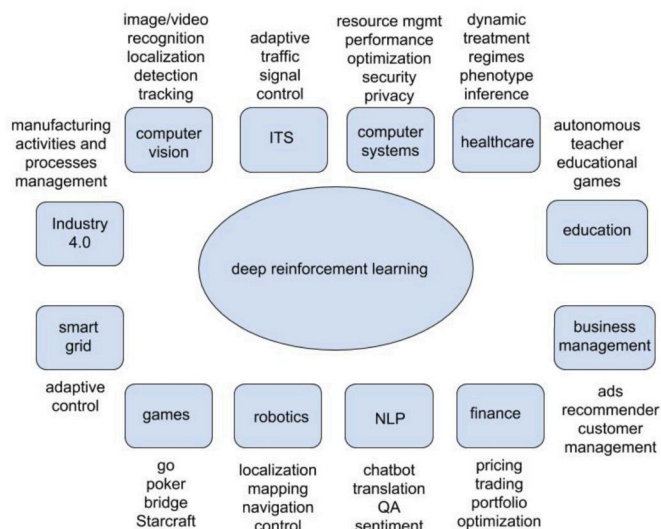 image/video
recognition
localization
detection
tracking
adaptive
traffic
signal
control
resource mgmt
performance
optimization
security
privacy
dynamic
treatment
regimes
phenotype
inference
manufacturing
activities and
processes
management
computer
vision
ITS
computer
systems
healthcare
autonomous
teacher
educational
games
Industry
4.0
deep reinforcement learning
education
smart
grid
adaptive
control
business
management
ads
recommender
customer
management
games
go
poker
bridge
Starcraft
robotics
localization
mapping
navigation
control
NLP
chatbot
translation
QA
sentiment
finance
pricing
trading
portfolio
optimization